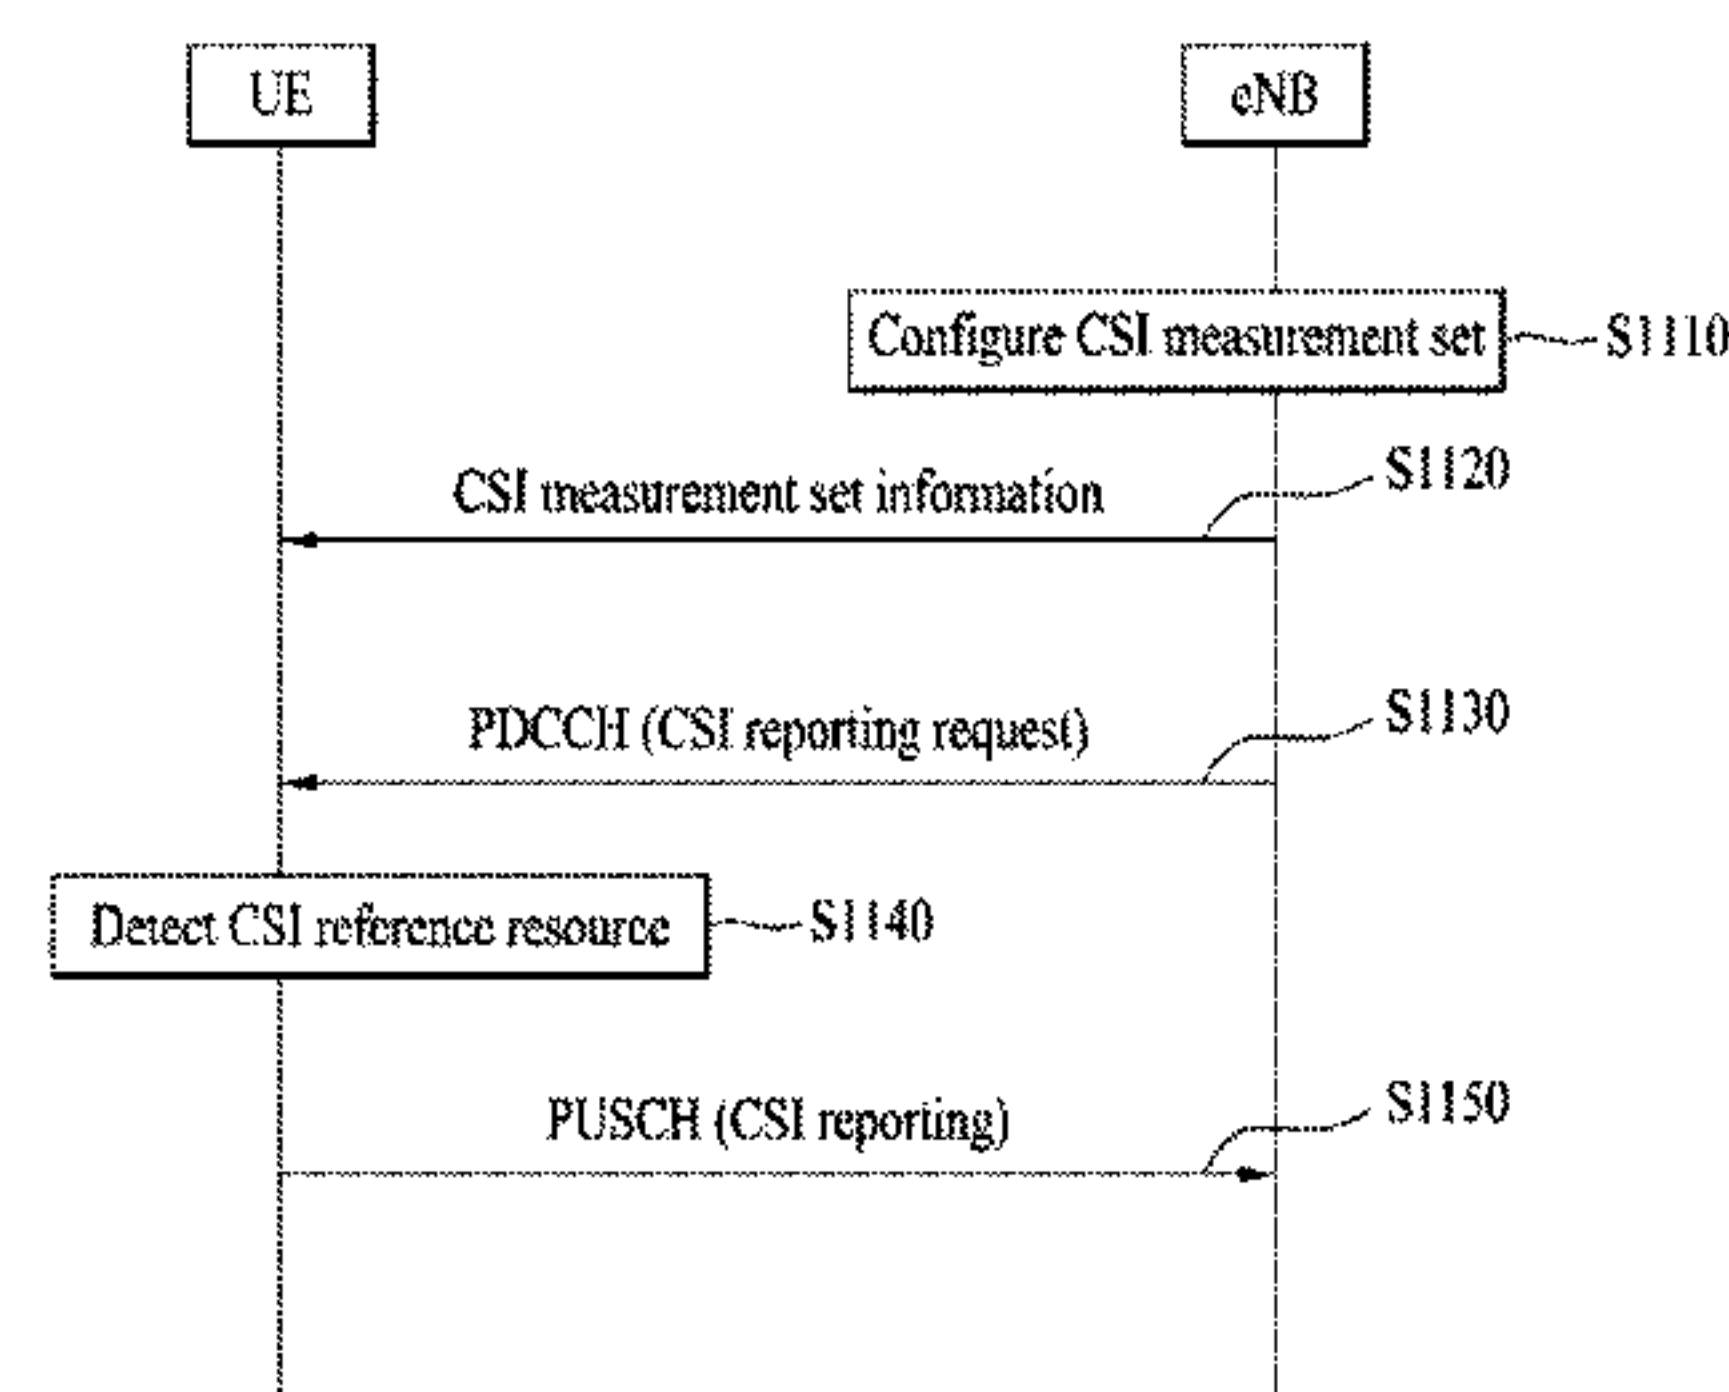 UE
eNB
Configure CSI measurement set
S1110
S1120
CSI measurement set information
S1130
PDCCH (CSI reporting request)
Detect CSI reference resource
S1140
S1150
PUSCH (CSI reporting)